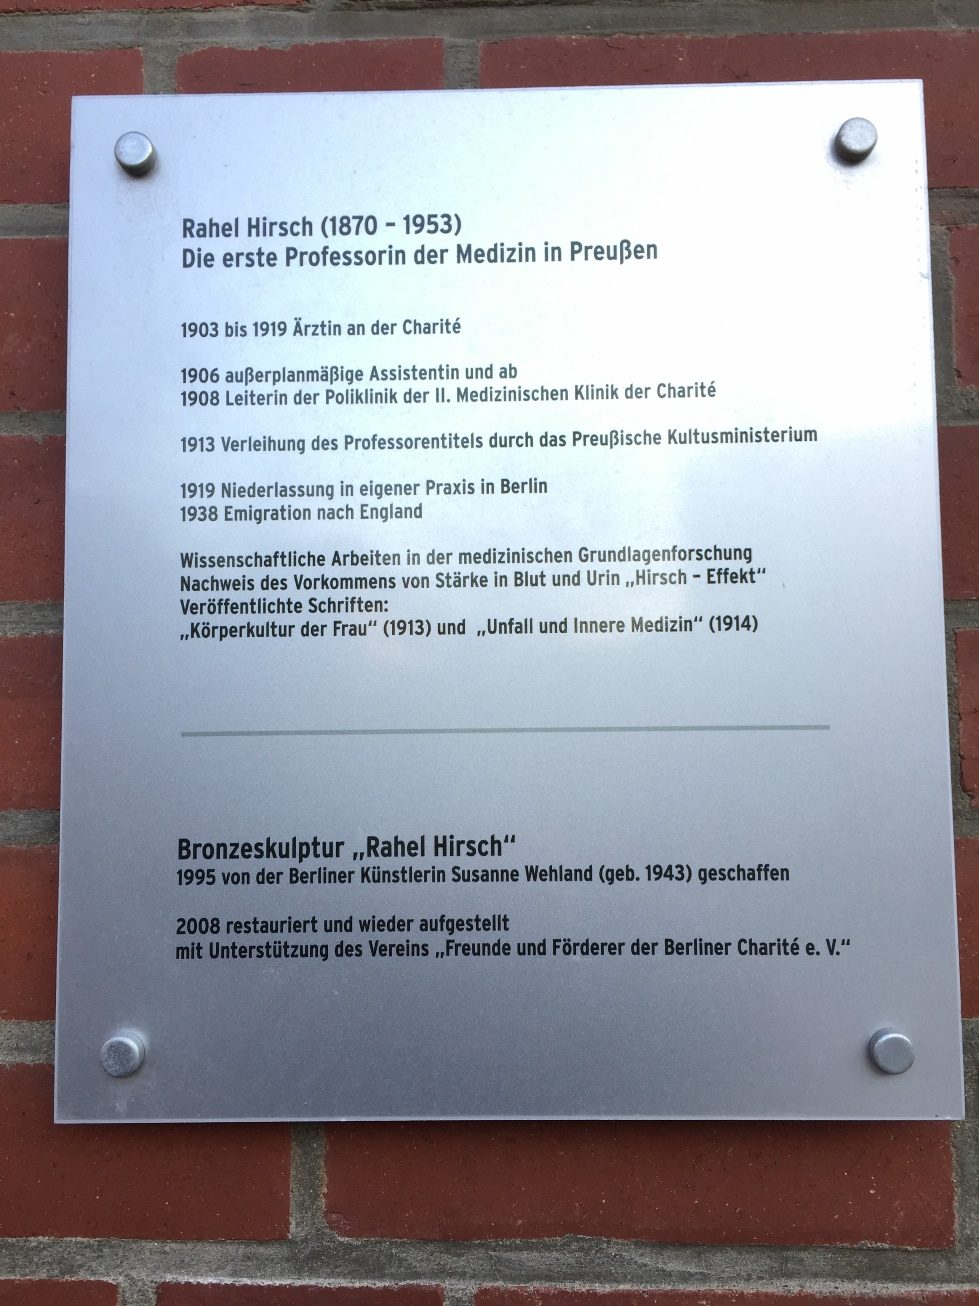 Rahel Hirsch (1870 – 1953)
Die erste Professorin der Medizin in Preußen
1903 bis 1919 Ärztin an der Charité
1906 außerplanmäßige Assistentin und ab
1908 Leiterin der Poliklinik der II. Medizinischen Klinik der Charité
1913 Verleihung des Professorentitels durch das Preußische Kultusministerium
1919 Niederlassung in eigener Praxis in Berlin
1938 Emigration nach England
Wissenschaftliche Arbeiten in der medizinischen Grundlagenforschung
Nachweis des Vorkommens von Stärke in Blut und Urin „Hirsch – Effekt“
Veröffentlichte Schriften:
„Körperkultur der Frau“ (1913) und „Unfall und Innere Medizin“ (1914)
Bronzeskulptur „Rahel Hirsch“
1995 von der Berliner Künstlerin Susanne Wehland (geb. 1943) geschaffen
2008 restauriert und wieder aufgestellt
mit Unterstützung des Vereins „Freunde und Förderer der Berliner Charité e. V.“